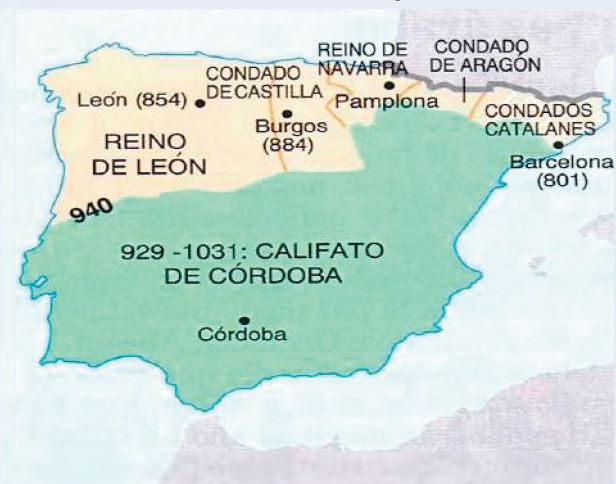 REINO DE
NAVARRA
CONDADO
DE ARAGÓN
CONDADO
DE CASTILLA
León (854)
Pamplona
Burgos
(884)
CONDADOS
CATALANES
REINO
DE LEÓN
Barcelona
(801)
940
929 -1031: CALIFATO
DE CÓRDOBA
Córdoba